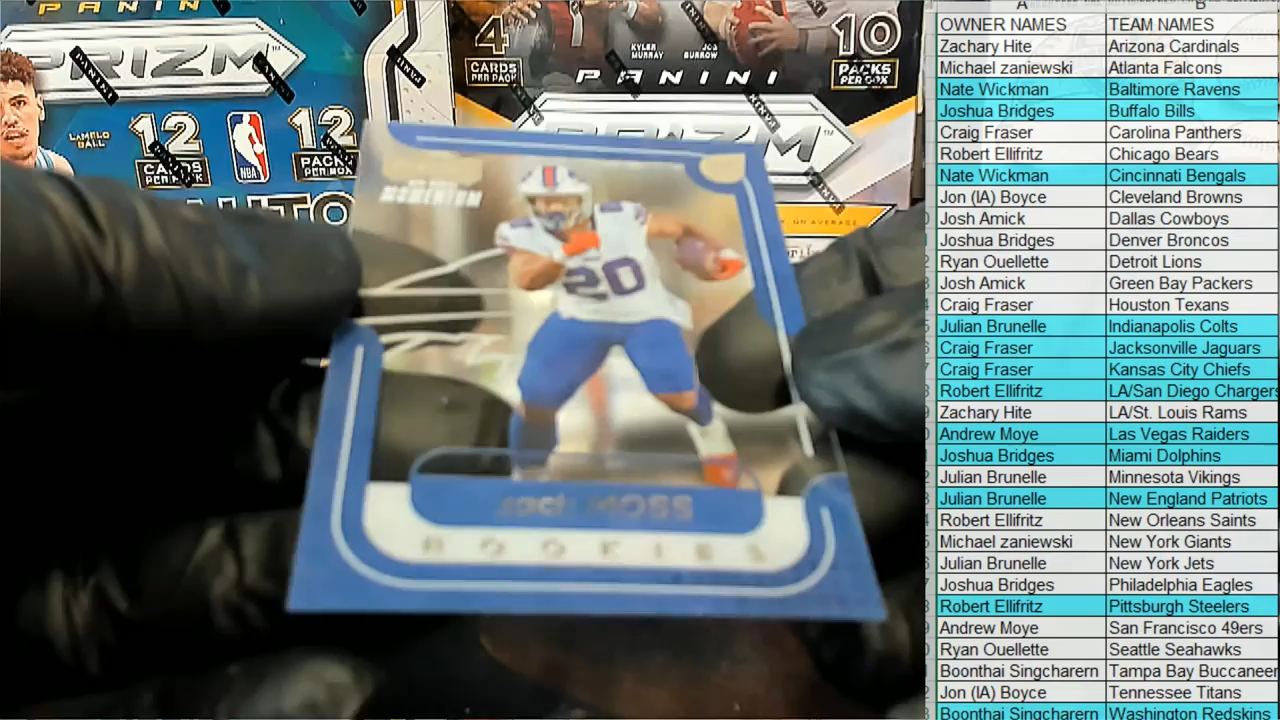 PANINI
PRIZM
LAMELO
BALL
12
CARDS
PER PACK
NBA
12
4
CARDS
PER PACK
KYLER
MURRAY
JOE
BURROW
PANINI
10
PACKS
PER BOX
PRIZM
MOMENTUM
20
Zack MOSS
ROOKIES
A B
OWNER NAMES TEAM NAMES
Zachary Hite Arizona Cardinals
Michael zaniewski Atlanta Falcons
Nate Wickman Baltimore Ravens
Joshua Bridges Buffalo Bills
Craig Fraser Carolina Panthers
Robert Ellifritz Chicago Bears
Nate Wickman Cincinnati Bengals
Jon (IA) Boyce Cleveland Browns
Josh Amick Dallas Cowboys
Joshua Bridges Denver Broncos
Ryan Ouellette Detroit Lions
Josh Amick Green Bay Packers
Craig Fraser Houston Texans
Julian Brunelle Indianapolis Colts
Craig Fraser Jacksonville Jaguars
Craig Fraser Kansas City Chiefs
Robert Ellifritz LA/San Diego Chargers
Zachary Hite LA/St. Louis Rams
Andrew Moye Las Vegas Raiders
Joshua Bridges Miami Dolphins
Julian Brunelle Minnesota Vikings
Julian Brunelle New England Patriots
Robert Ellifritz New Orleans Saints
Michael zaniewski New York Giants
Julian Brunelle New York Jets
Joshua Bridges Philadelphia Eagles
Robert Ellifritz Pittsburgh Steelers
Andrew Moye San Francisco 49ers
Ryan Ouellette Seattle Seahawks
Boonthai Singcharern Tampa Bay Buccaneer
Jon (IA) Boyce Tennessee Titans
Boonthai Singcharern Washington Redskins